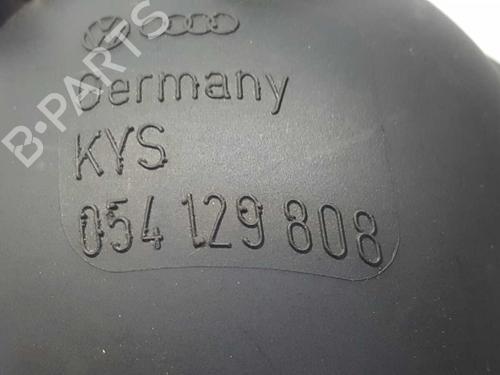 B-PARTS
Germany
KYS
054 129 808